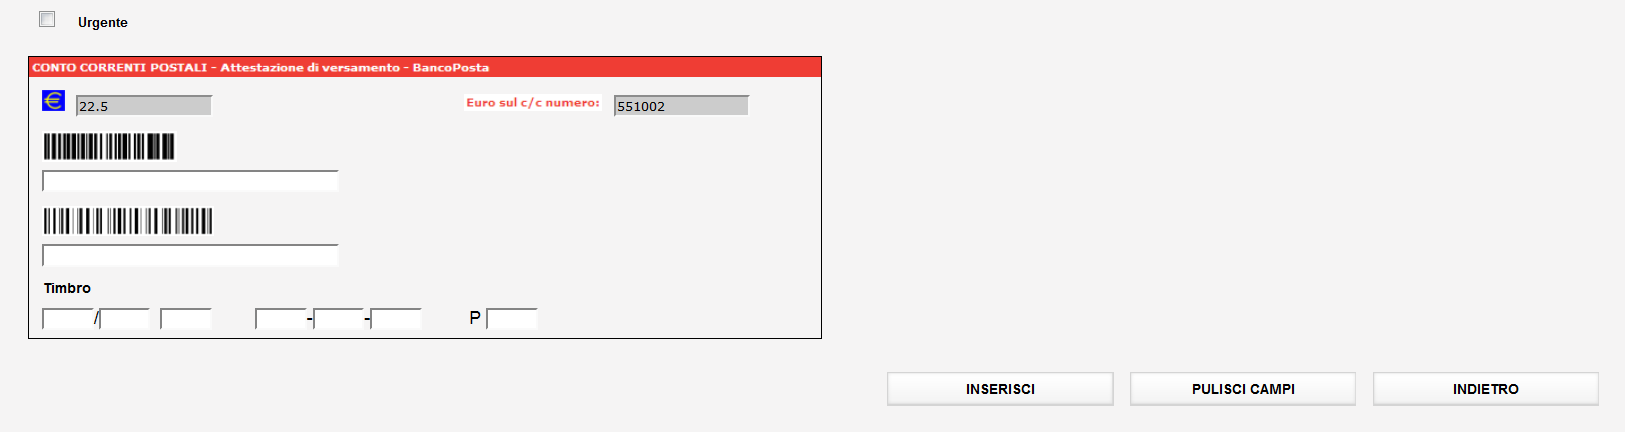 Urgente
CONTO CORRENTI POSTALI - Attestazione di versamento - BancoPosta
€ 22.5 Euro sul c/c numero: 551002
Timbro
/ - - P
INSERISCI PULISCI CAMPI INDIETRO